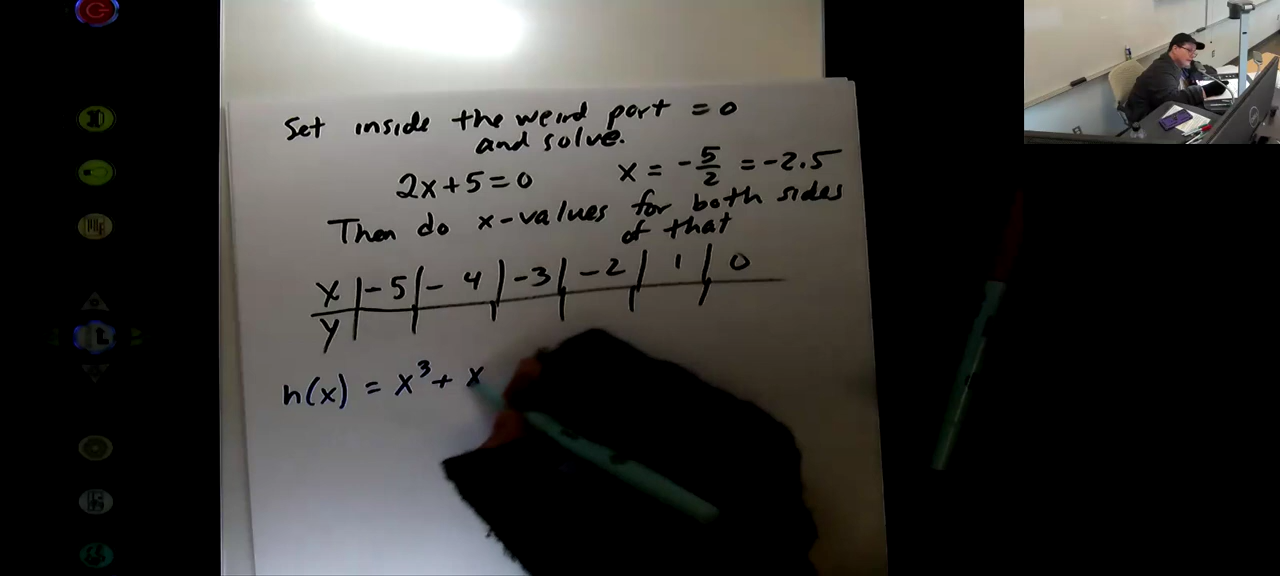 Set inside the weird part = 0
and solve.
2x+5=0 x = -5/2 = -2.5
Then do x-values for both sides
of that
x | -5 | -4 | -3 | -2 | 1 | 0
y
h(x) = x³ + x